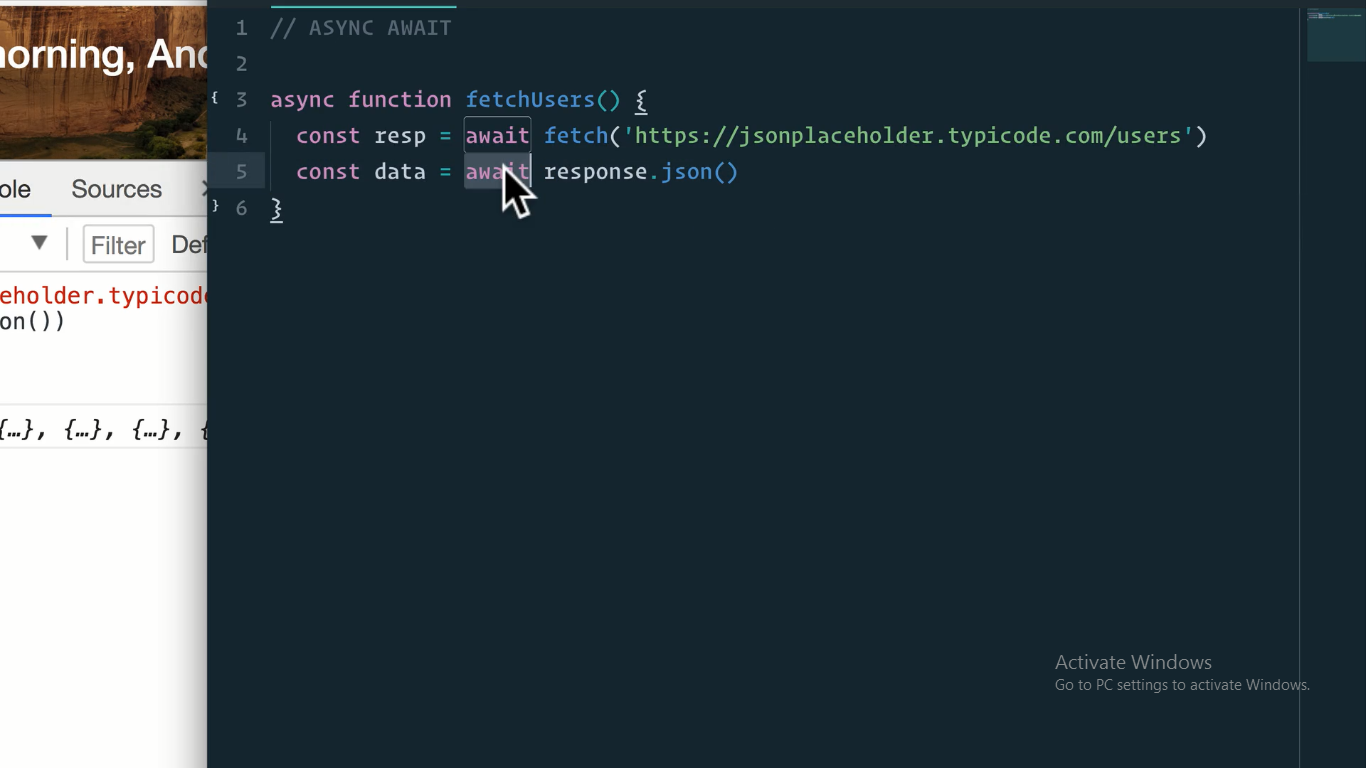 morning, And
ole Sources
Filter Def
eholder.typicode
on())
{…}, {…}, {…}, {
1 // ASYNC AWAIT
2
3 async function fetchUsers() {
4 const resp = await fetch('https://jsonplaceholder.typicode.com/users')
5 const data = await response.json()
6 }
Activate Windows
Go to PC settings to activate Windows.